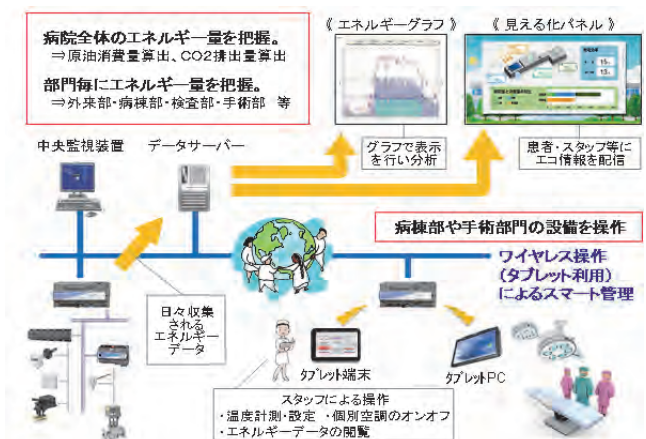 病院全体のエネルギー量を把握。
⇒原油消費量算出、CO2排出量算出
部門毎にエネルギー量を把握。
⇒外来部・病棟部・検査部・手術部 等
《 エネルギーグラフ 》
《 見える化パネル 》
グラフで表示
を行い分析
患者・スタッフ等に
エコ情報を配信
中央監視装置
データサーバー
病棟部や手術部門の設備を操作
ワイヤレス操作
(タブレット利用)
によるスマート管理
日々収集
される
エネルギー
データ
タブレット端末
タブレットPC
スタッフによる操作
・温度計測・設定 ・個別空調のオンオフ
・エネルギーデータの閲覧